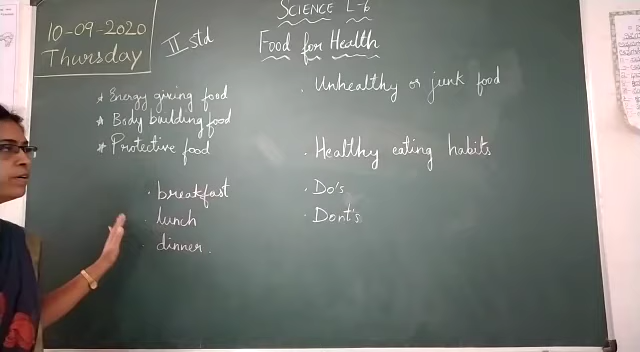 10-09-2020
Thursday
II std
SCIENCE L-6
Food for Health
* Energy giving food
* Body building food
* Protective food
. breakfast
. lunch
. dinner.
. Unhealthy or junk food
. Healthy eating habits
. Do's
. Dont's